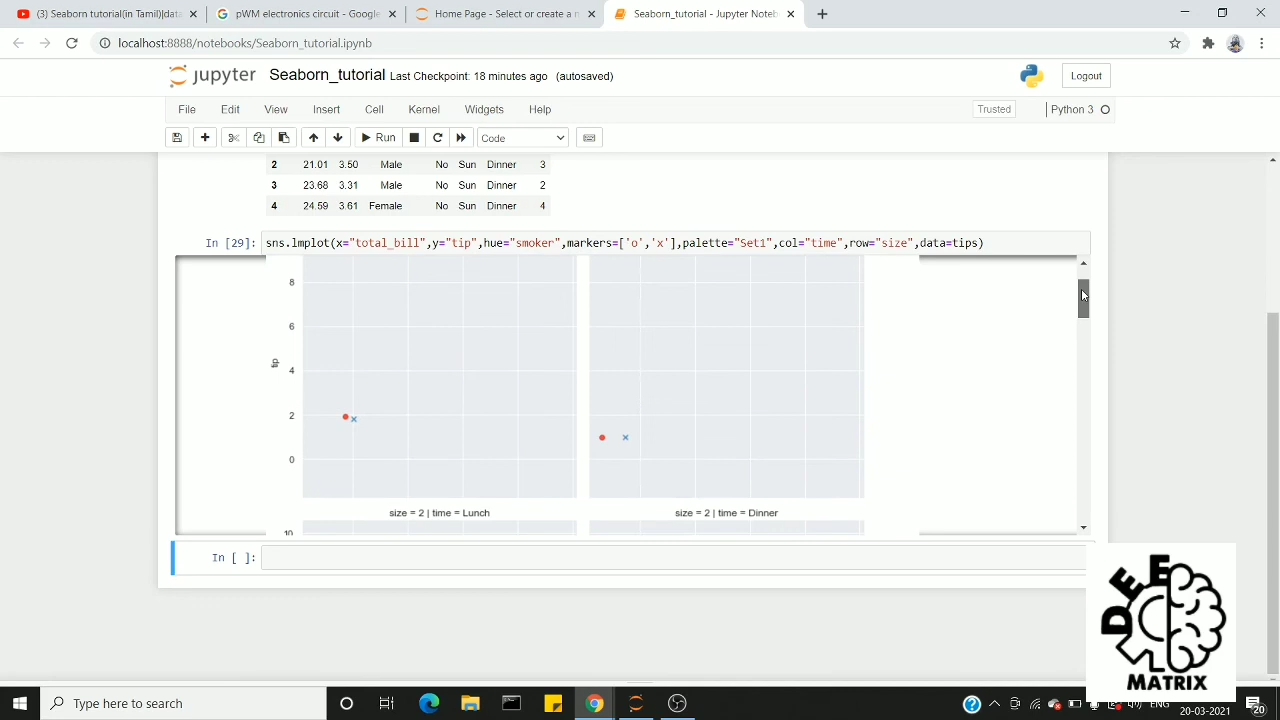 (3) Seaborn tutorial(in Tamil)|dat
pWM electronics circuit - Google
Home Page - Select or create a n
Seaborn_tutorial - Jupyter Noteb
localhost:8888/notebooks/Seaborn_tutorial.ipynb
jupyter Seaborn_tutorial Last Checkpoint: 18 minutes ago (autosaved)
Logout
File Edit View Insert Cell Kernel Widgets Help
Trusted
Python 3
Run
Code
2 21.01 3.50 Male No Sun Dinner 3
3 23.68 3.31 Male No Sun Dinner 2
4 24.59 3.61 Female No Sun Dinner 4
In [29]: sns.lmplot(x="total_bill",y="tip",hue="smoker",markers=['o','x'],palette="Set1",col="time",row="size",data=tips)
8
6
tip
4
2
0
size = 2 | time = Lunch
size = 2 | time = Dinner
10
In [ ]:
DEE
MATRIX
Type here to search
ENG
20-03-2021
20